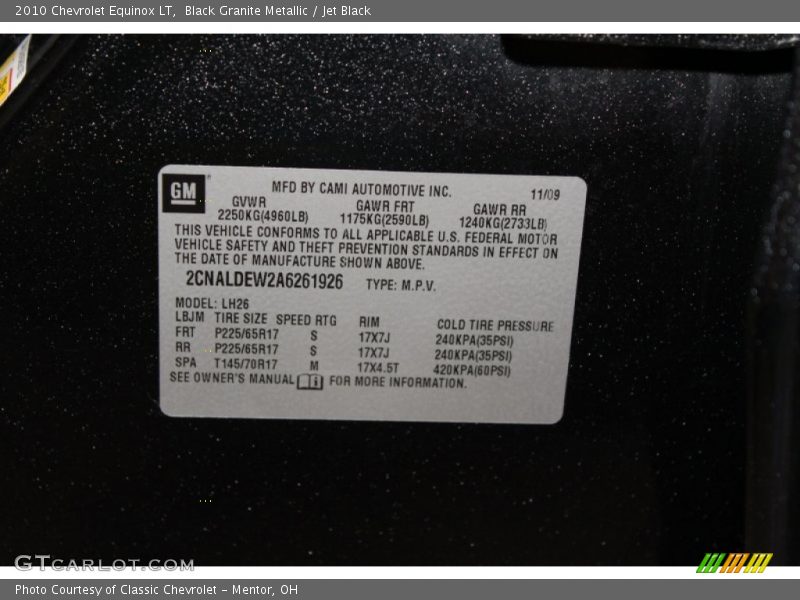 2010 Chevrolet Equinox LT,  Black Granite Metallic / Jet Black
GM
MFD BY CAMI AUTOMOTIVE INC. 11/09
GVWR GAWR FRT GAWR RR
2250KG(4960LB) 1175KG(2590LB) 1240KG(2733LB)
THIS VEHICLE CONFORMS TO ALL APPLICABLE U.S. FEDERAL MOTOR
VEHICLE SAFETY AND THEFT PREVENTION STANDARDS IN EFFECT ON
THE DATE OF MANUFACTURE SHOWN ABOVE.
2CNALDEW2A6261926 TYPE: M.P.V.
MODEL: LH26
LBJM TIRE SIZE SPEED RTG RIM COLD TIRE PRESSURE
FRT P225/65R17 S 17X7J 240KPA(35PSI)
RR P225/65R17 S 17X7J 240KPA(35PSI)
SPA T145/70R17 M 17X4.5T 420KPA(60PSI)
SEE OWNER'S MANUAL FOR MORE INFORMATION.
GTCARLOT.COM
Photo Courtesy of Classic Chevrolet - Mentor, OH